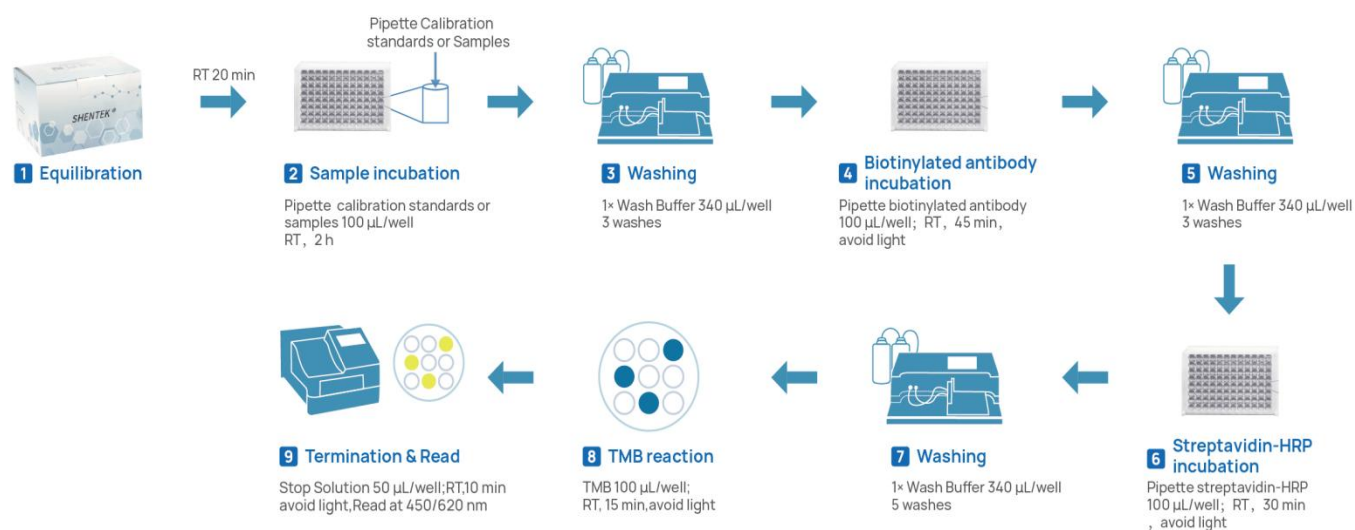 Pipette Calibration
standards or Samples
RT 20 min
SHENTEK®
1 Equilibration
2 Sample incubation
Pipette calibration standards or
samples 100 μL/well
RT, 2 h
3 Washing
1× Wash Buffer 340 μL/well
3 washes
4 Biotinylated antibody
incubation
Pipette biotinylated antibody
100 μL/well; RT, 45 min,
avoid light
5 Washing
1× Wash Buffer 340 μL/well
3 washes
6 Streptavidin-HRP
incubation
Pipette streptavidin-HRP
100 μL/well; RT, 30 min
, avoid light
7 Washing
1× Wash Buffer 340 μL/well
5 washes
8 TMB reaction
TMB 100 μL/well;
RT, 15 min,avoid light
9 Termination & Read
Stop Solution 50 μL/well;RT,10 min
avoid light,Read at 450/620 nm